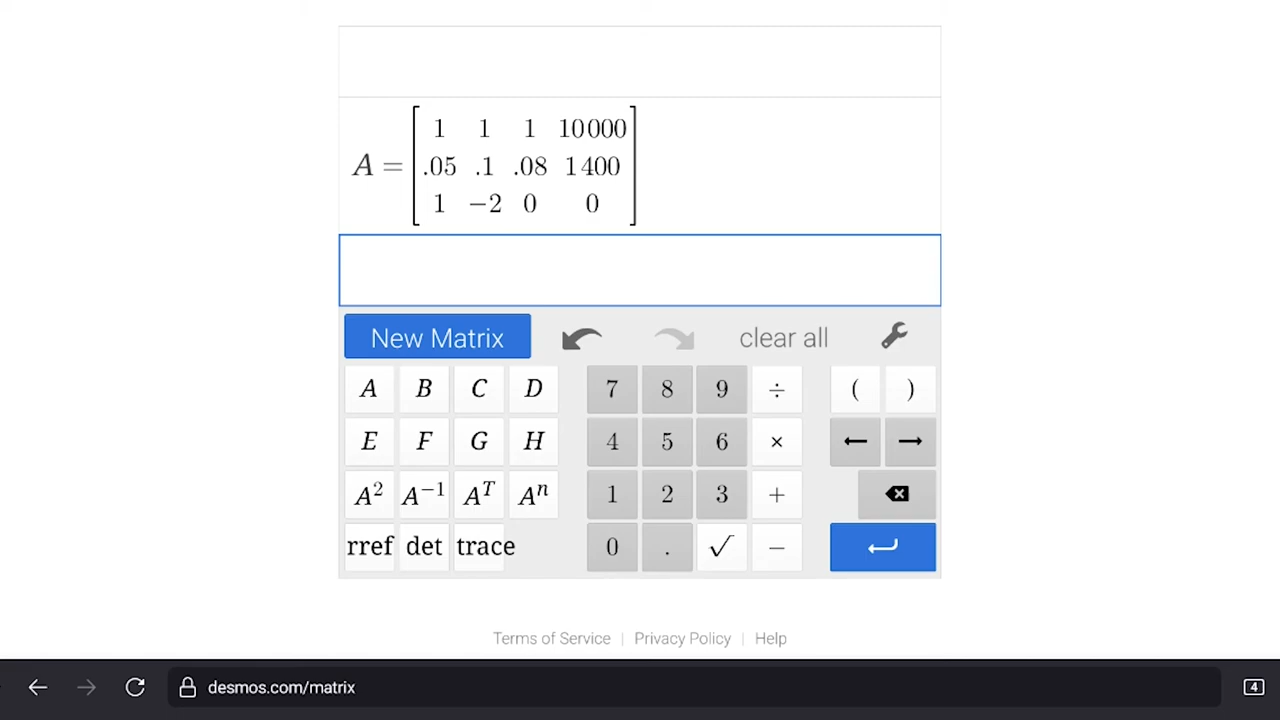 1 1 1 10000
A = .05 .1 .08 1400
1 −2 0 0
New Matrix clear all
A B C D 7 8 9 ÷ ( )
E F G H 4 5 6 × ← →
A² A⁻¹ Aᵀ Aⁿ 1 2 3 +
rref det trace 0 . √ −
Terms of Service | Privacy Policy | Help
desmos.com/matrix 4